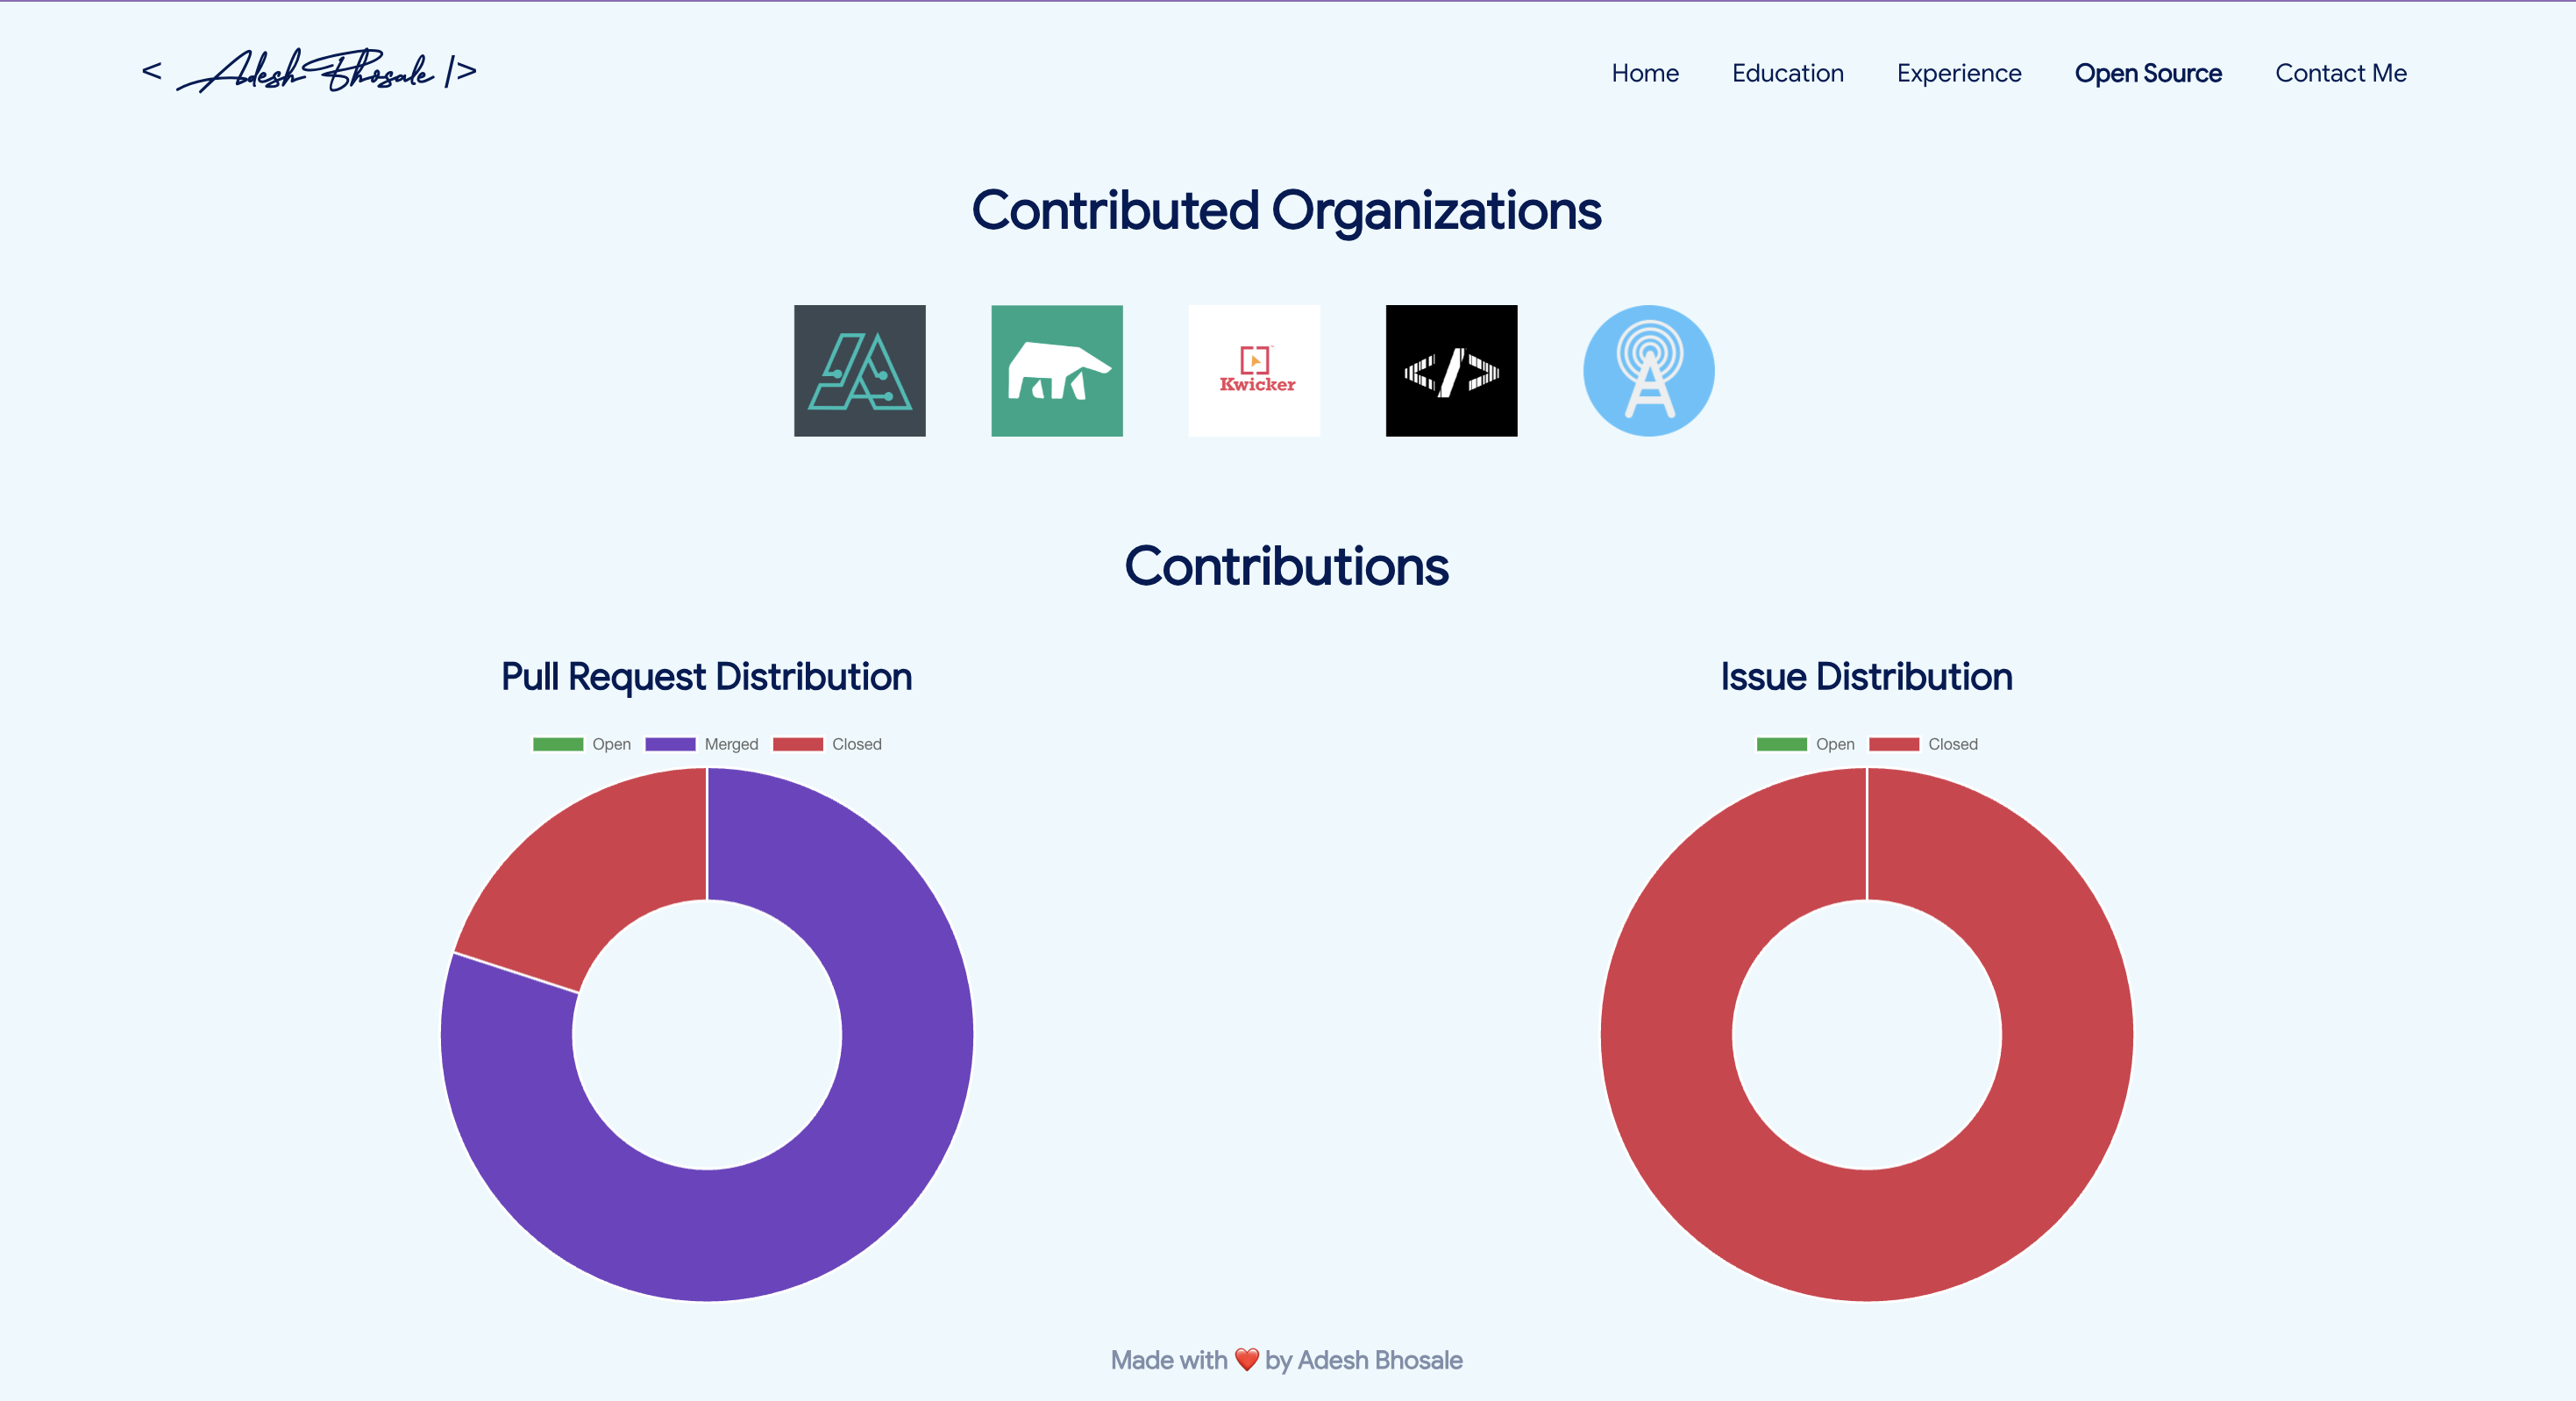 < Adesh Bhosale />
Home Education Experience Open Source Contact Me
Contributed Organizations
Kwicker
</>
Contributions
Pull Request Distribution
Open Merged Closed
Issue Distribution
Open Closed
Made with ❤️ by Adesh Bhosale